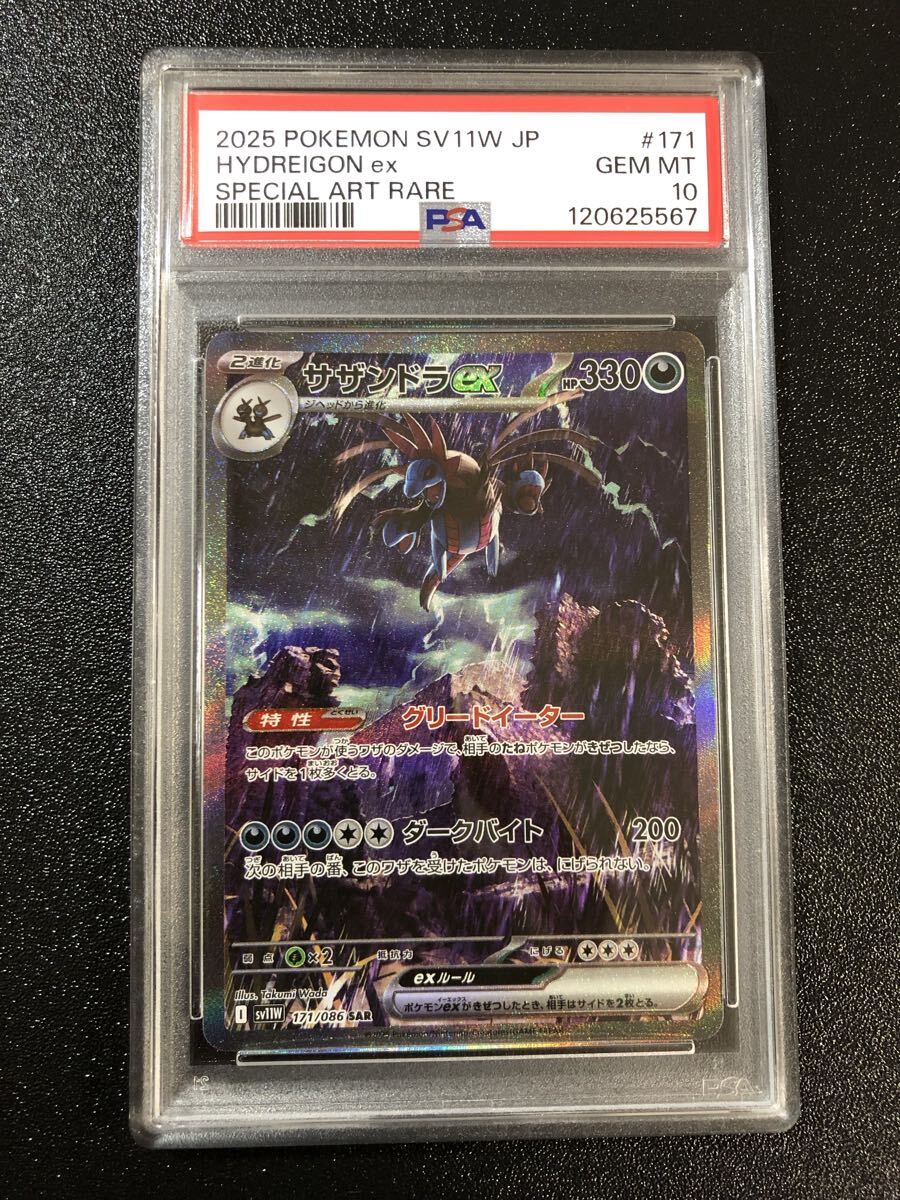 2025 POKEMON SV11W JP #171
HYDREIGON ex GEM MT
SPECIAL ART RARE 10
PSA 120625567
2進化 サザンドラex HP330
ジヘッドから進化
特性 とくせい グリードイーター
このポケモンが使うワザのダメージで、相手のたねポケモンがきぜつしたなら、
サイドを1枚多くとる。
ダークバイト 200
次の相手の番、このワザを受けたポケモンは、にげられない。
弱点 ×2 抵抗力 にげる
exルール
ポケモンexがきぜつしたとき、相手はサイドを2枚とる。
Illus. Takumi Wada
I sv11W 171/086 SAR
PSA